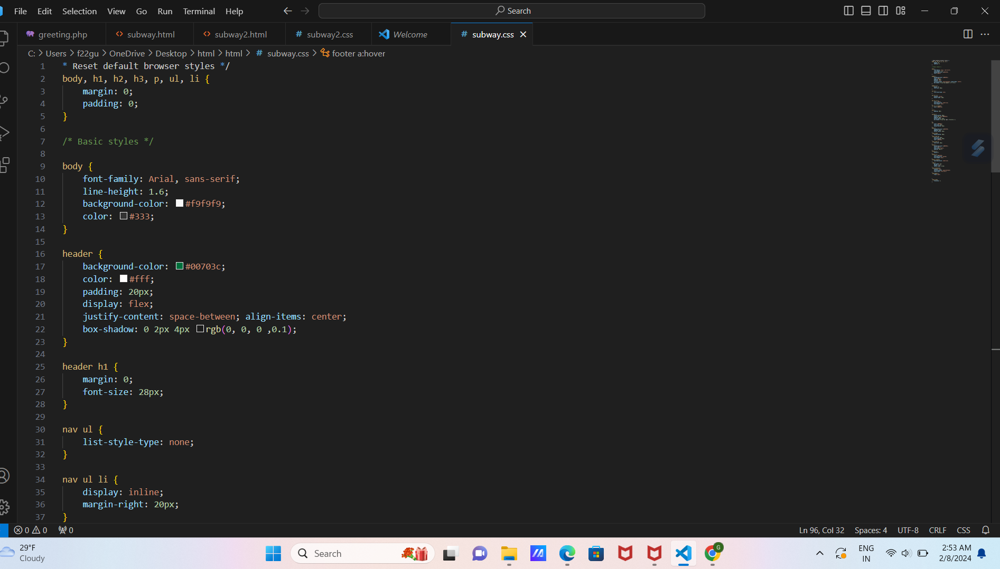 File Edit Selection View Go Run Terminal Help Search
greeting.php subway.html subway2.html # subway2.css Welcome # subway.css
C: > Users > f22gu > OneDrive > Desktop > html > html > # subway.css > footer a:hover
1 * Reset default browser styles */
2 body, h1, h2, h3, p, ul, li {
3 margin: 0;
4 padding: 0;
5 }
6
7 /* Basic styles */
8
9 body {
10 font-family: Arial, sans-serif;
11 line-height: 1.6;
12 background-color: #f9f9f9;
13 color: #333;
14 }
15
16 header {
17 background-color: #00703c;
18 color: #fff;
19 padding: 20px;
20 display: flex;
21 justify-content: space-between; align-items: center;
22 box-shadow: 0 2px 4px rgb(0, 0, 0 ,0.1);
23 }
24
25 header h1 {
26 margin: 0;
27 font-size: 28px;
28 }
29
30 nav ul {
31 list-style-type: none;
32 }
33
34 nav ul li {
35 display: inline;
36 margin-right: 20px;
37 }
0 0 0 Ln 96, Col 32 Spaces: 4 UTF-8 CRLF CSS
29°F
Cloudy
Search
G
ENG
IN
2:53 AM
2/8/2024